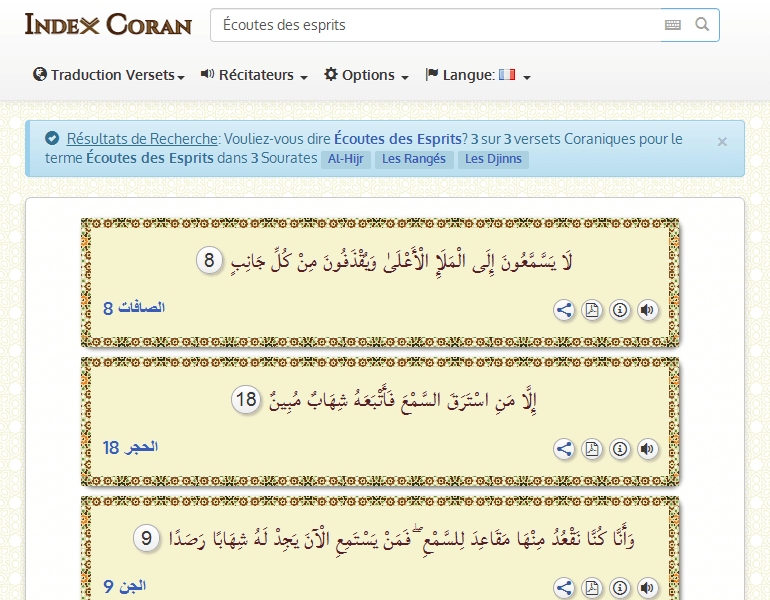 INDEX CORAN
Écoutes des esprits
Traduction Versets
Récitateurs
Options
Langue:
Résultats de Recherche: Vouliez-vous dire Écoutes des Esprits? 3 sur 3 versets Coraniques pour le
terme Écoutes des Esprits dans 3 Sourates Al-Hijr Les Rangés Les Djinns
×
لَا يَسَّمَّعُونَ إِلَى الْمَلَإِ الْأَعْلَىٰ وَيُقْذَفُونَ مِنْ كُلِّ جَانِبٍ 8
الصافات 8
إِلَّا مَنِ اسْتَرَقَ السَّمْعَ فَأَتْبَعَهُ شِهَابٌ مُبِينٌ 18
الحجر 18
وَأَنَّا كُنَّا نَقْعُدُ مِنْهَا مَقَاعِدَ لِلسَّمْعِ ۖ فَمَنْ يَسْتَمِعِ الْآنَ يَجِدْ لَهُ شِهَابًا رَصَدًا 9
الجن 9